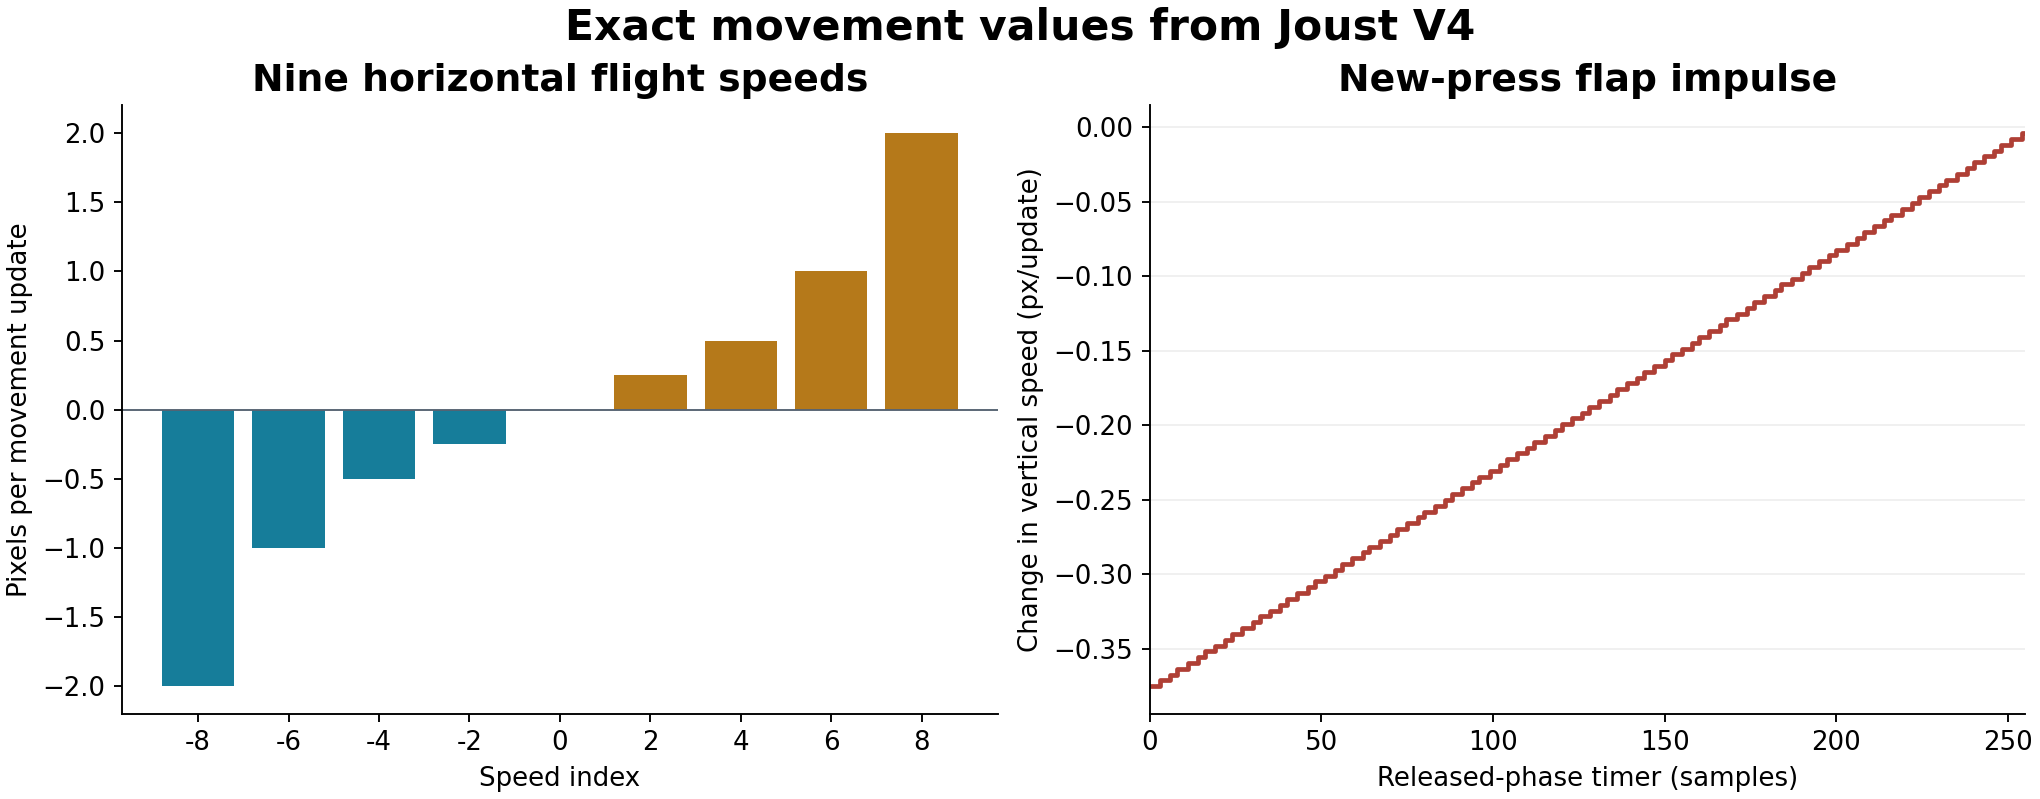 Exact movement values from Joust V4
Nine horizontal flight speeds
Pixels per movement update
2.0
1.5
1.0
0.5
0.0
−0.5
−1.0
−1.5
−2.0
-8 -6 -4 -2 0 2 4 6 8
Speed index
New-press flap impulse
Change in vertical speed (px/update)
0.00
−0.05
−0.10
−0.15
−0.20
−0.25
−0.30
−0.35
0 50 100 150 200 250
Released-phase timer (samples)